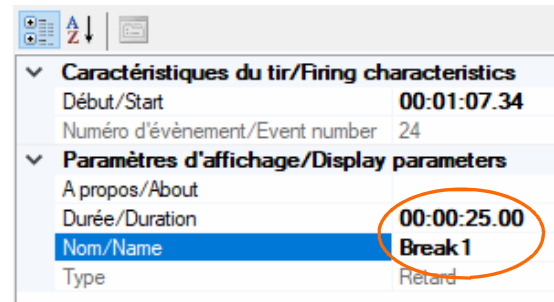 Caractéristiques du tir/Firing characteristics
Début/Start 00:01:07.34
Numéro d'évènement/Event number 24
Paramètres d'affichage/Display parameters
A propos/About
Durée/Duration 00:00:25.00
Nom/Name Break1
Type Retard